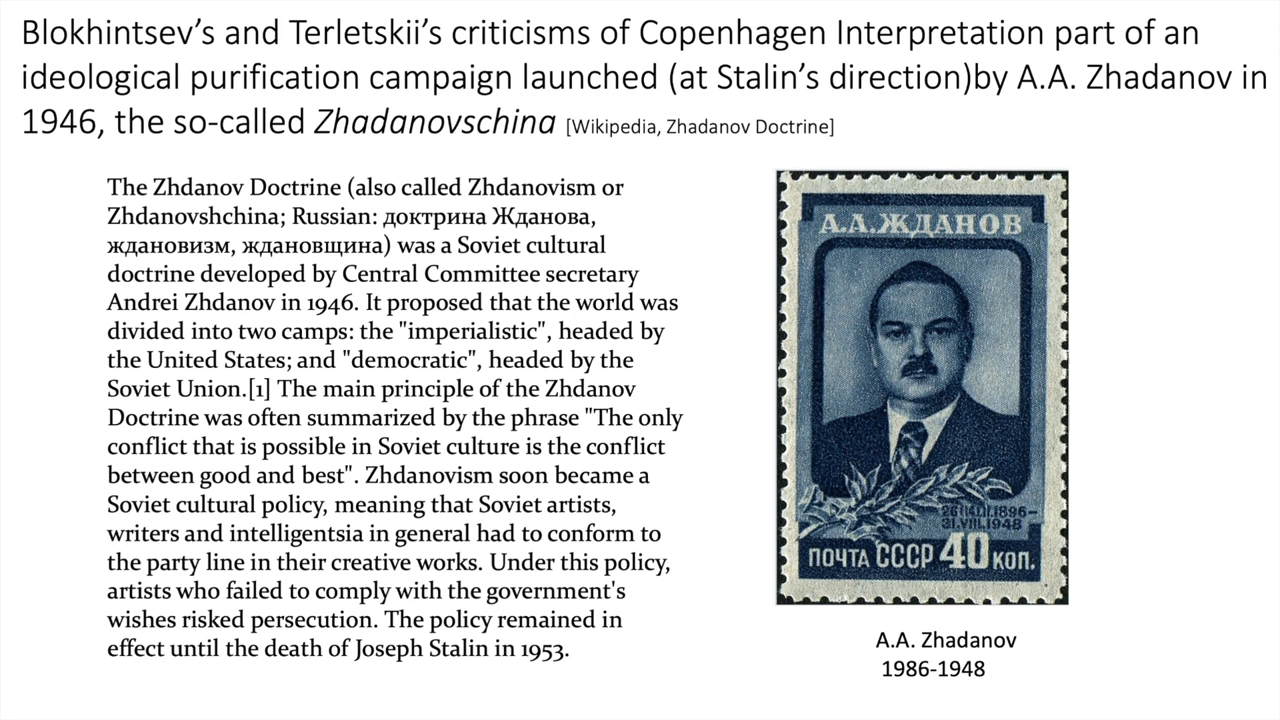 Blokhintsev’s and Terletskii’s criticisms of Copenhagen Interpretation part of an
ideological purification campaign launched (at Stalin’s direction)by A.A. Zhadanov in
1946, the so-called Zhadanovschina [Wikipedia, Zhadanov Doctrine]
The Zhdanov Doctrine (also called Zhdanovism or
Zhdanovshchina; Russian: доктрина Жданова,
ждановизм, ждановщина) was a Soviet cultural
doctrine developed by Central Committee secretary
Andrei Zhdanov in 1946. It proposed that the world was
divided into two camps: the "imperialistic", headed by
the United States; and "democratic", headed by the
Soviet Union.[1] The main principle of the Zhdanov
Doctrine was often summarized by the phrase "The only
conflict that is possible in Soviet culture is the conflict
between good and best". Zhdanovism soon became a
Soviet cultural policy, meaning that Soviet artists,
writers and intelligentsia in general had to conform to
the party line in their creative works. Under this policy,
artists who failed to comply with the government's
wishes risked persecution. The policy remained in
effect until the death of Joseph Stalin in 1953.
А.А.ЖДАНОВ
26(14).II.1896–
31.VIII.1948
ПОЧТА СССР 40 КОП.
A.A. Zhadanov
1986-1948